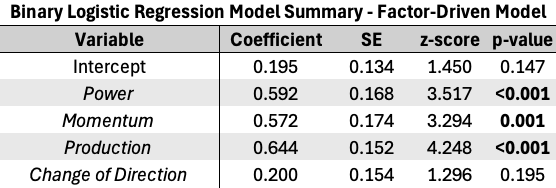 Binary Logistic Regression Model Summary - Factor-Driven Model
Variable Coefficient SE z-score p-value
Intercept 0.195 0.134 1.450 0.147
Power 0.592 0.168 3.517 <0.001
Momentum 0.572 0.174 3.294 0.001
Production 0.644 0.152 4.248 <0.001
Change of Direction 0.200 0.154 1.296 0.195